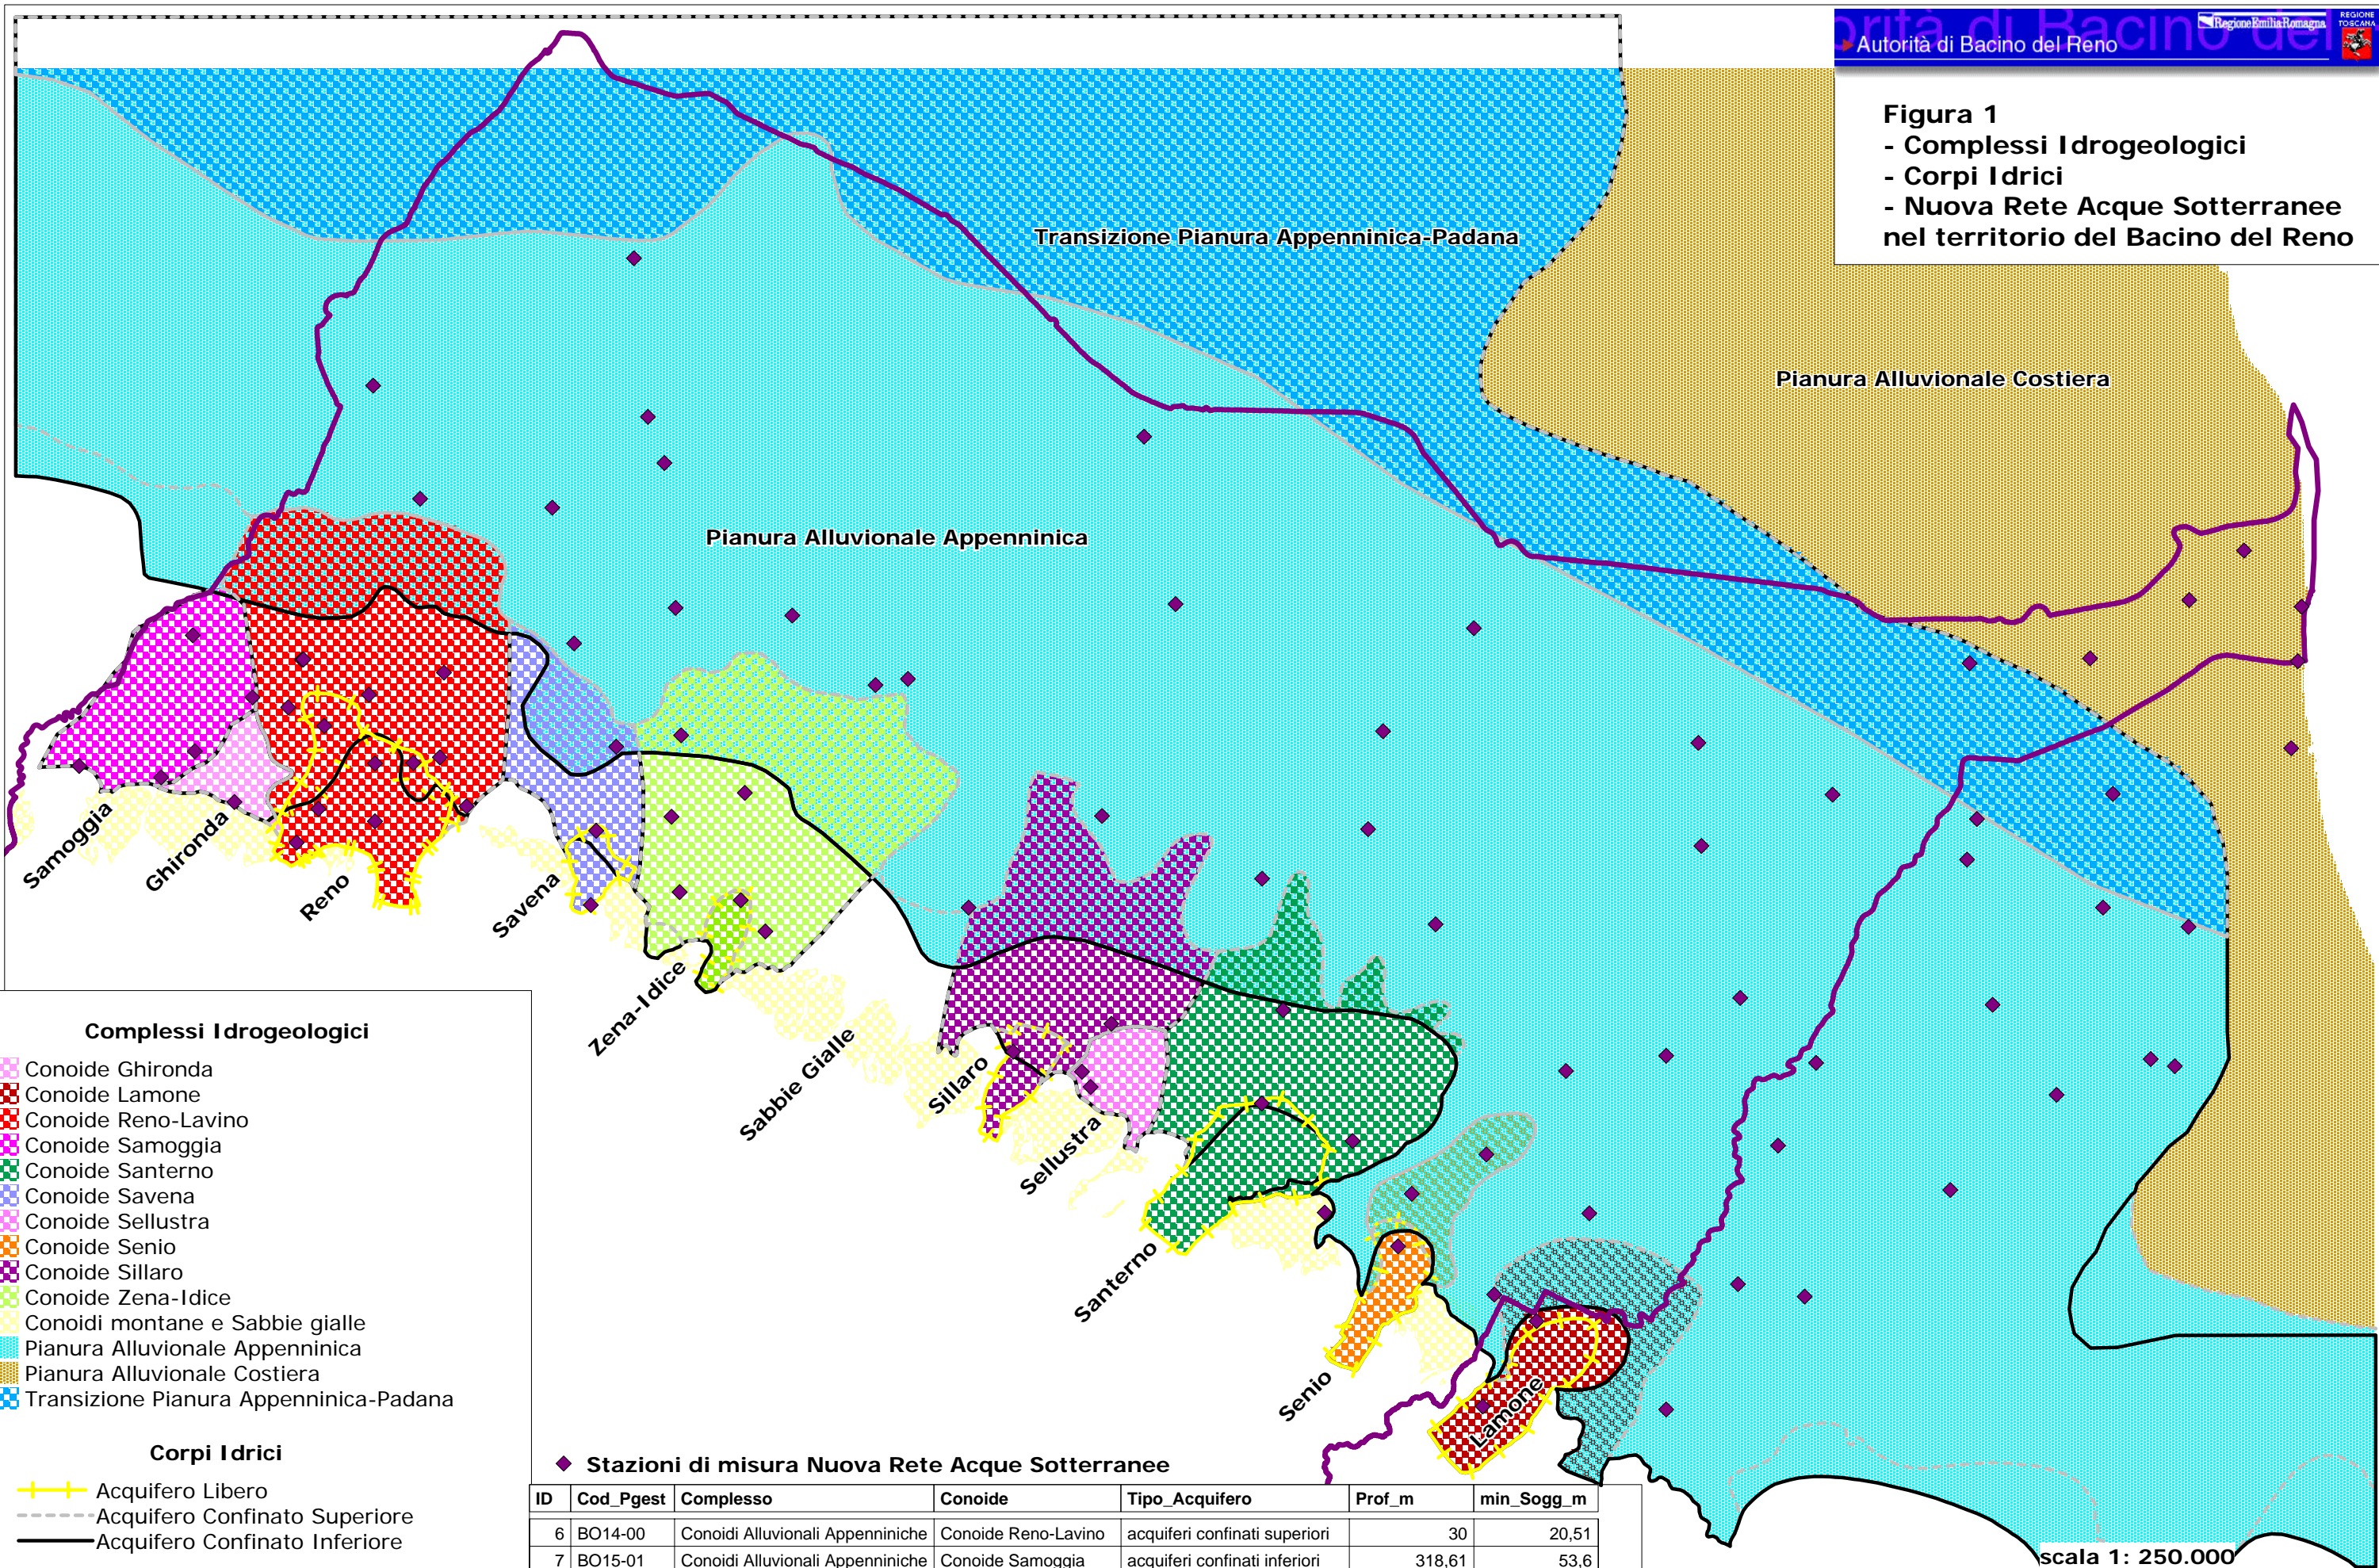 Autorità di Bacino del Reno
RegioneEmiliaRomagna
REGIONE
TOSCANA
Figura 1
- Complessi Idrogeologici
- Corpi Idrici
- Nuova Rete Acque Sotterranee
nel territorio del Bacino del Reno
Transizione Pianura Appenninica-Padana
Pianura Alluvionale Costiera
Pianura Alluvionale Appenninica
Samoggia
Ghironda
Reno
Savena
Zena-Idice
Sabbie Gialle
Sillaro
Sellustra
Santerno
Senio
Lamone
Complessi Idrogeologici
Conoide Ghironda
Conoide Lamone
Conoide Reno-Lavino
Conoide Samoggia
Conoide Santerno
Conoide Savena
Conoide Sellustra
Conoide Senio
Conoide Sillaro
Conoide Zena-Idice
Conoidi montane e Sabbie gialle
Pianura Alluvionale Appenninica
Pianura Alluvionale Costiera
Transizione Pianura Appenninica-Padana
Corpi Idrici
Acquifero Libero
Acquifero Confinato Superiore
Acquifero Confinato Inferiore
Stazioni di misura Nuova Rete Acque Sotterranee
ID Cod_Pgest Complesso Conoide Tipo_Acquifero Prof_m min_Sogg_m
6 BO14-00 Conoidi Alluvionali Appenniniche Conoide Reno-Lavino acquiferi confinati superiori 30 20,51
7 BO15-01 Conoidi Alluvionali Appenniniche Conoide Samoggia acquiferi confinati inferiori 318,61 53,6
scala 1: 250.000